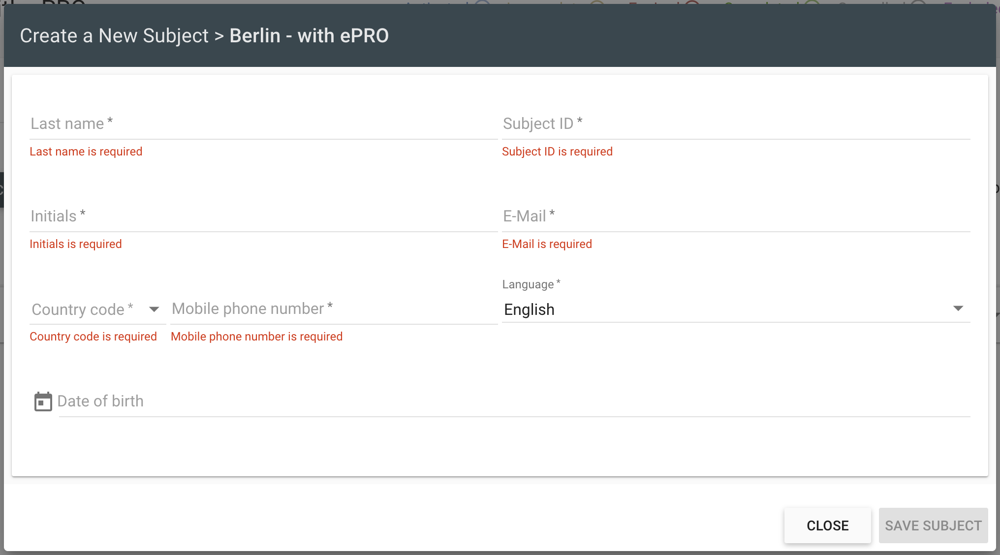 Create a New Subject > Berlin - with ePRO
Last name *
Subject ID *
Last name is required
Subject ID is required
Initials *
E-Mail *
Initials is required
E-Mail is required
Language *
Country code *
Mobile phone number *
English
Country code is required
Mobile phone number is required
Date of birth
CLOSE
SAVE SUBJECT